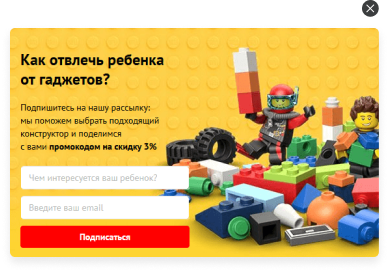 Как отвлечь ребенка
от гаджетов?
Подпишитесь на нашу рассылку:
мы поможем выбрать подходящий
конструктор и поделимся
с вами промокодом на скидку 3%
Чем интересуется ваш ребенок?
Введите ваш email
Подписаться